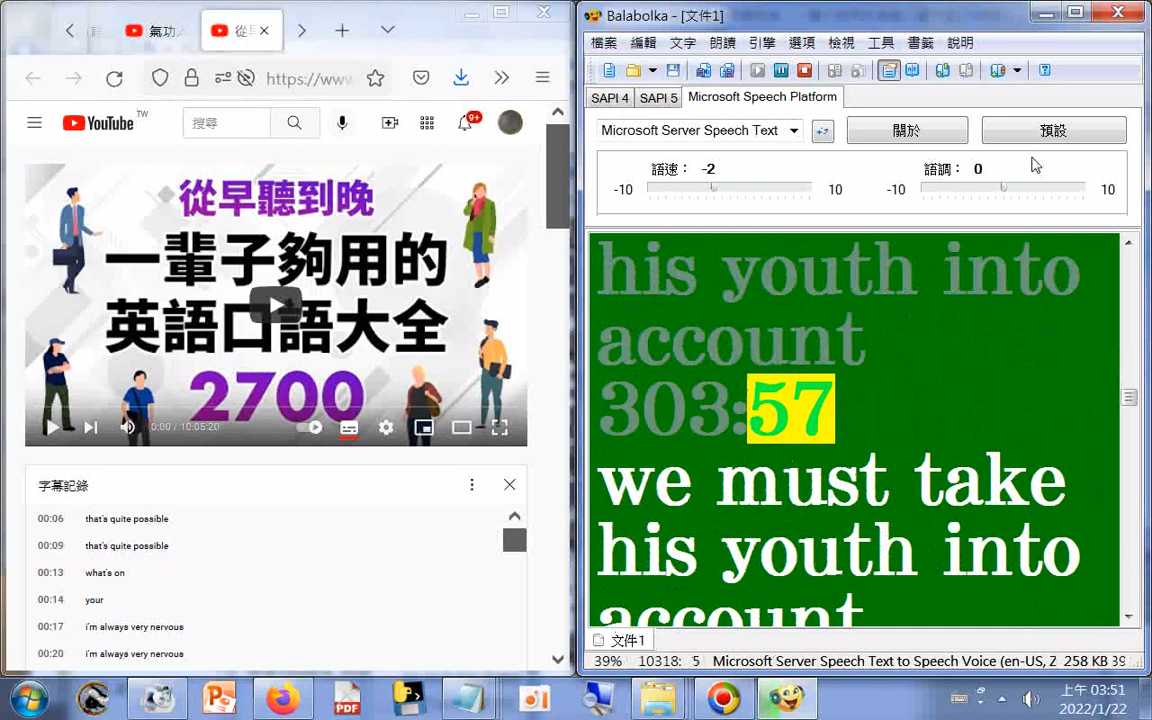 氣功
從早
https://www
YouTube TW
搜尋
9+
從早聽到晚
一輩子夠用的
英語口語大全
2700
0:00 / 10:05:20
字幕記錄
00:06 that's quite possible
00:09 that's quite possible
00:13 what's on
00:14 your
00:17 i'm always very nervous
00:20 i'm always very nervous
Balabolka - [文件1]
檔案 編輯 文字 朗讀 引擎 選項 檢視 工具 書籤 說明
SAPI 4 SAPI 5 Microsoft Speech Platform
Microsoft Server Speech Text 關於 預設
語速： -2 語調： 0
-10 10 -10 10
his youth into
account
303:57
we must take
his youth into
account
文件1
39% 10318: 5 Microsoft Server Speech Text to Speech Voice (en-US, Z 258 KB 39
PDF
上午 03:51
2022/1/22